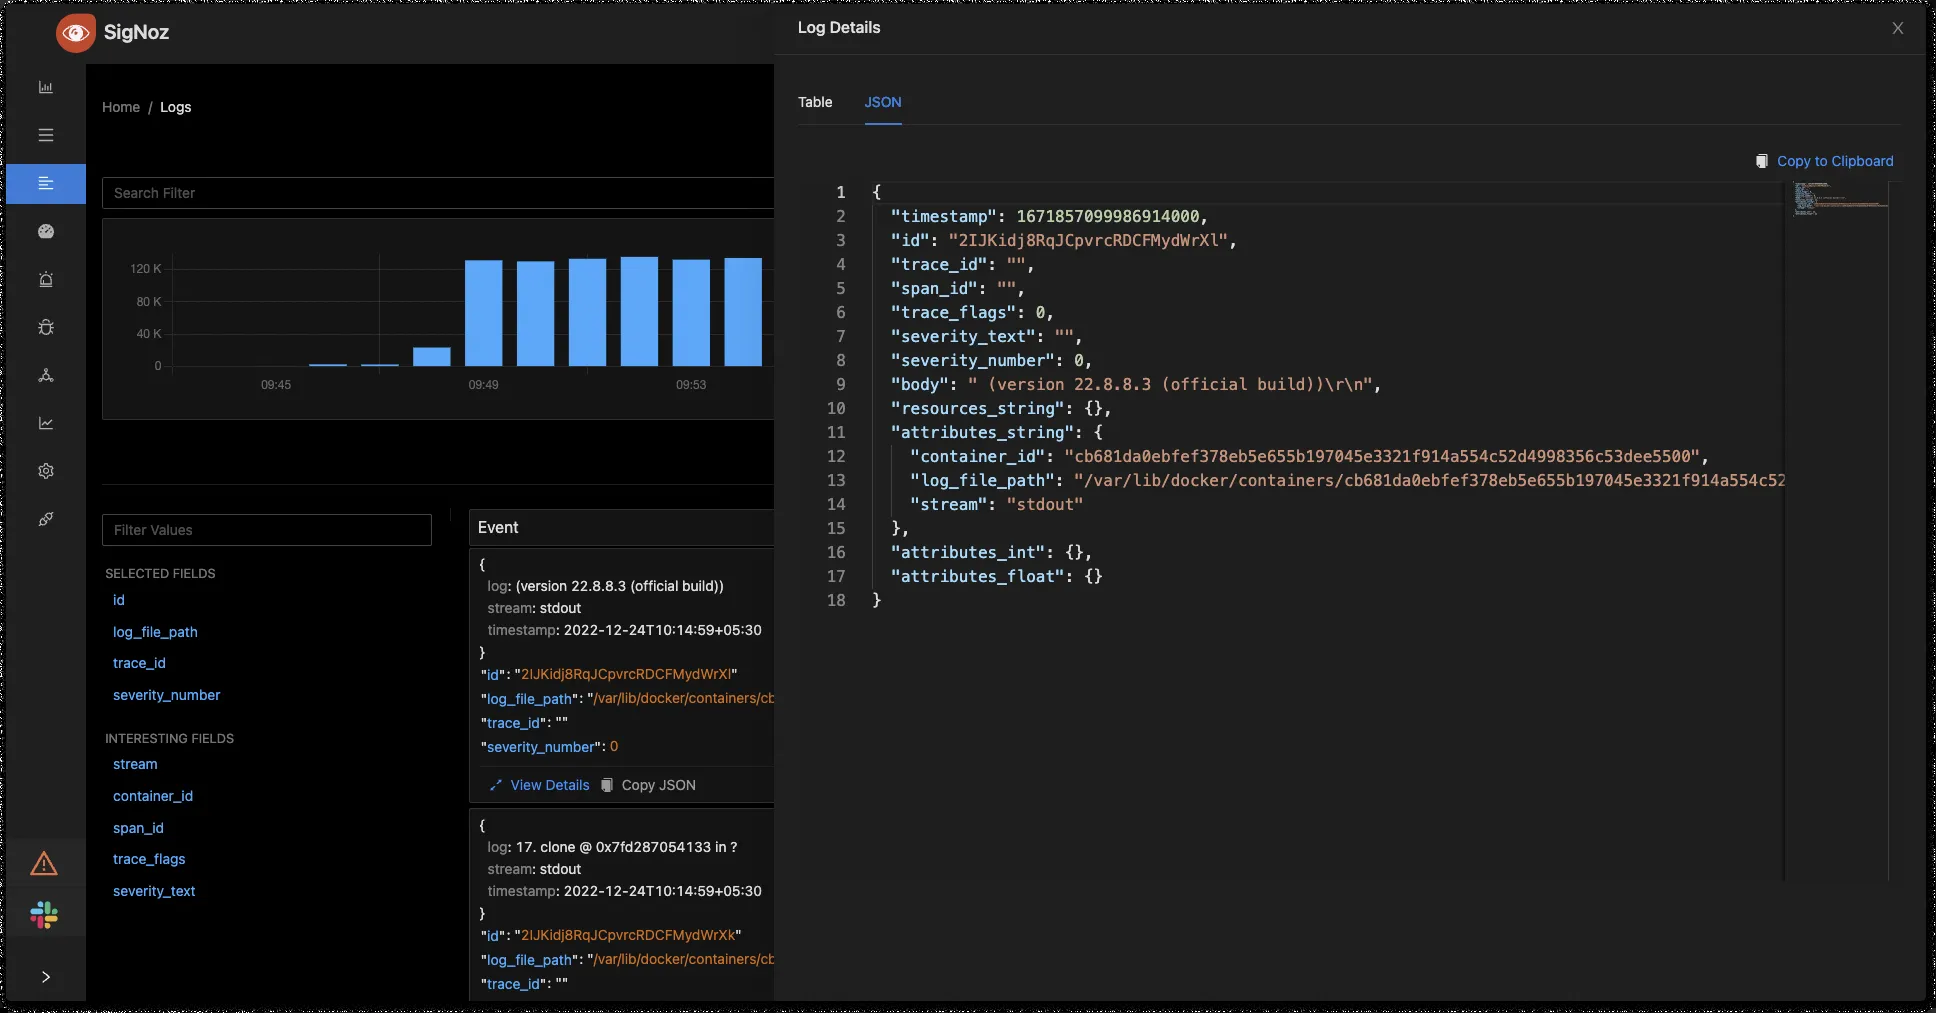 SigNoz
Home / Logs
Search Filter
120 K
80 K
40 K
0
09:45
09:49
09:53
Filter Values
SELECTED FIELDS
id
log_file_path
trace_id
severity_number
INTERESTING FIELDS
stream
container_id
span_id
trace_flags
severity_text
Event
{
log: (version 22.8.8.3 (official build))
stream: stdout
timestamp: 2022-12-24T10:14:59+05:30
}
"id": "2IJKidj8RqJCpvrcRDCFMydWrXl"
"log_file_path": "/var/lib/docker/containers/cb
"trace_id": ""
"severity_number": 0
View Details Copy JSON
{
log: 17. clone @ 0x7fd287054133 in ?
stream: stdout
timestamp: 2022-12-24T10:14:59+05:30
}
"id": "2IJKidj8RqJCpvrcRDCFMydWrXk"
"log_file_path": "/var/lib/docker/containers/cb
"trace_id": ""
Log Details
Table JSON
Copy to Clipboard
1 {
2 "timestamp": 1671857099986914000,
3 "id": "2IJKidj8RqJCpvrcRDCFMydWrXl",
4 "trace_id": "",
5 "span_id": "",
6 "trace_flags": 0,
7 "severity_text": "",
8 "severity_number": 0,
9 "body": " (version 22.8.8.3 (official build))\r\n",
10 "resources_string": {},
11 "attributes_string": {
12 "container_id": "cb681da0ebfef378eb5e655b197045e3321f914a554c52d4998356c53dee5500",
13 "log_file_path": "/var/lib/docker/containers/cb681da0ebfef378eb5e655b197045e3321f914a554c52
14 "stream": "stdout"
15 },
16 "attributes_int": {},
17 "attributes_float": {}
18 }